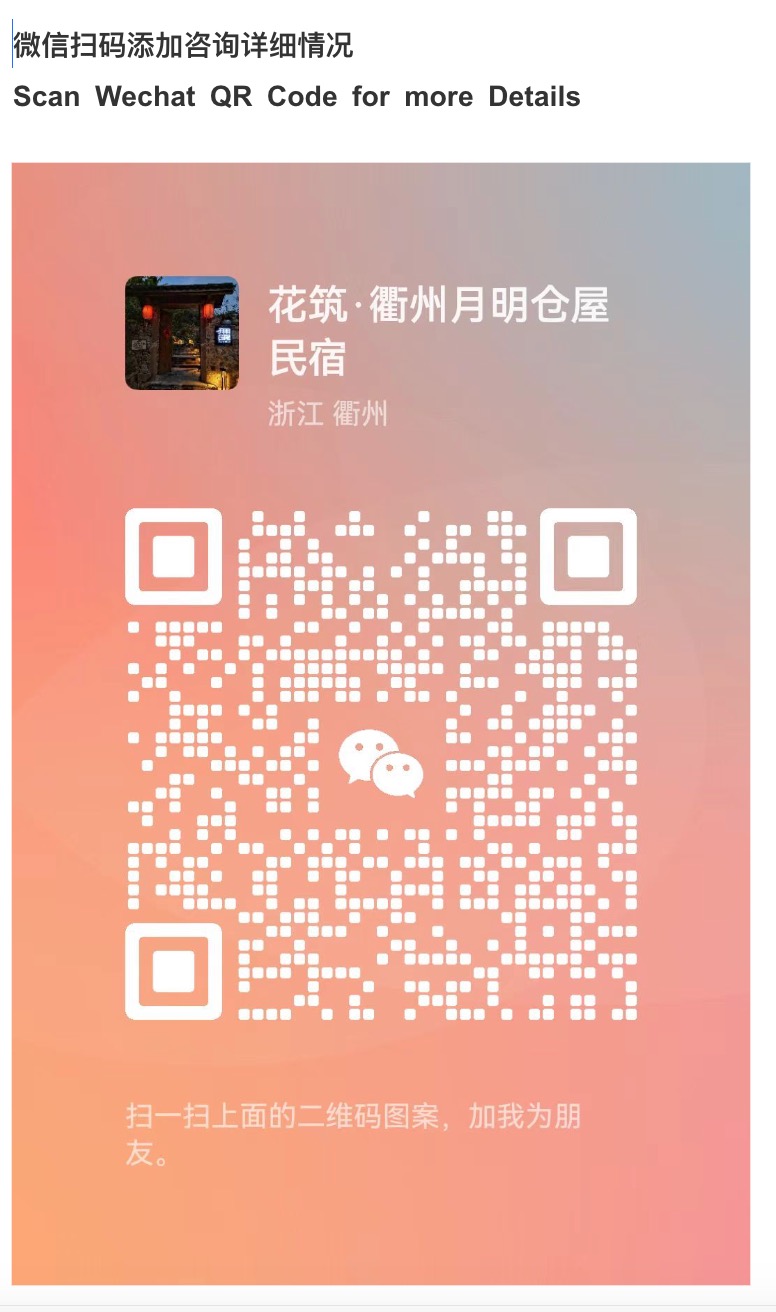 微信扫码添加咨询详细情况
Scan Wechat QR Code for more Details
花筑·衢州月明仓屋
民宿
浙江 衢州
扫一扫上面的二维码图案，加我为朋
友。